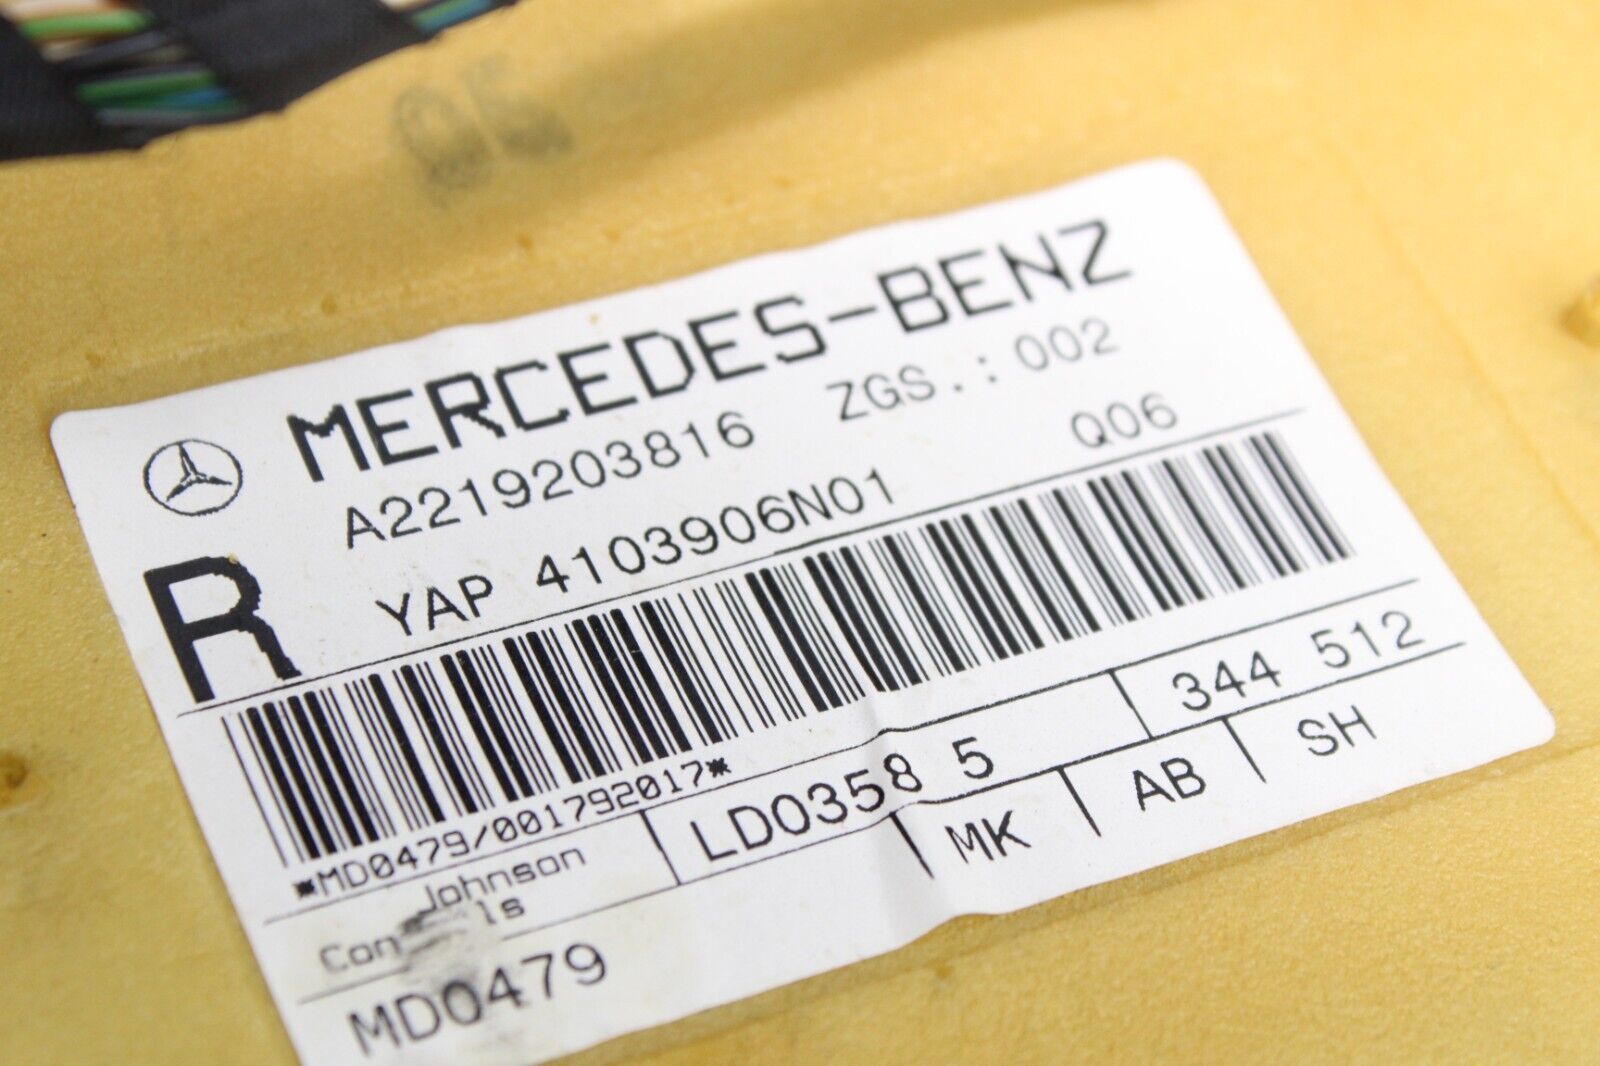 MERCEDES-BENZ
A2219203816 ZGS.: 002
R YAP 4103906N01 Q06
*MD0479/001792017*
Johnson LD0358 5 344 512
MK AB SH
MD0479